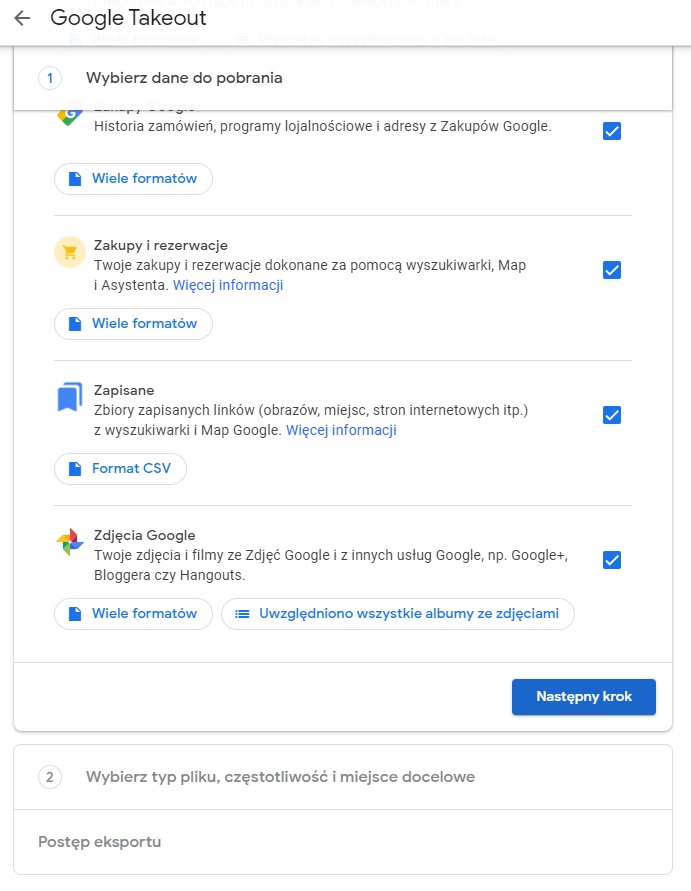 Google Takeout
1
Wybierz dane do pobrania
Zakupy Google
Historia zamówień, programy lojalnościowe i adresy z Zakupów Google.
Wiele formatów
Zakupy i rezerwacje
Twoje zakupy i rezerwacje dokonane za pomocą wyszukiwarki, Map
i Asystenta. Więcej informacji
Wiele formatów
Zapisane
Zbiory zapisanych linków (obrazów, miejsc, stron internetowych itp.)
z wyszukiwarki i Map Google. Więcej informacji
Format CSV
Zdjęcia Google
Twoje zdjęcia i filmy ze Zdjęć Google i z innych usług Google, np. Google+,
Bloggera czy Hangouts.
Wiele formatów
Uwzględniono wszystkie albumy ze zdjęciami
Następny krok
2
Wybierz typ pliku, częstotliwość i miejsce docelowe
Postęp eksportu